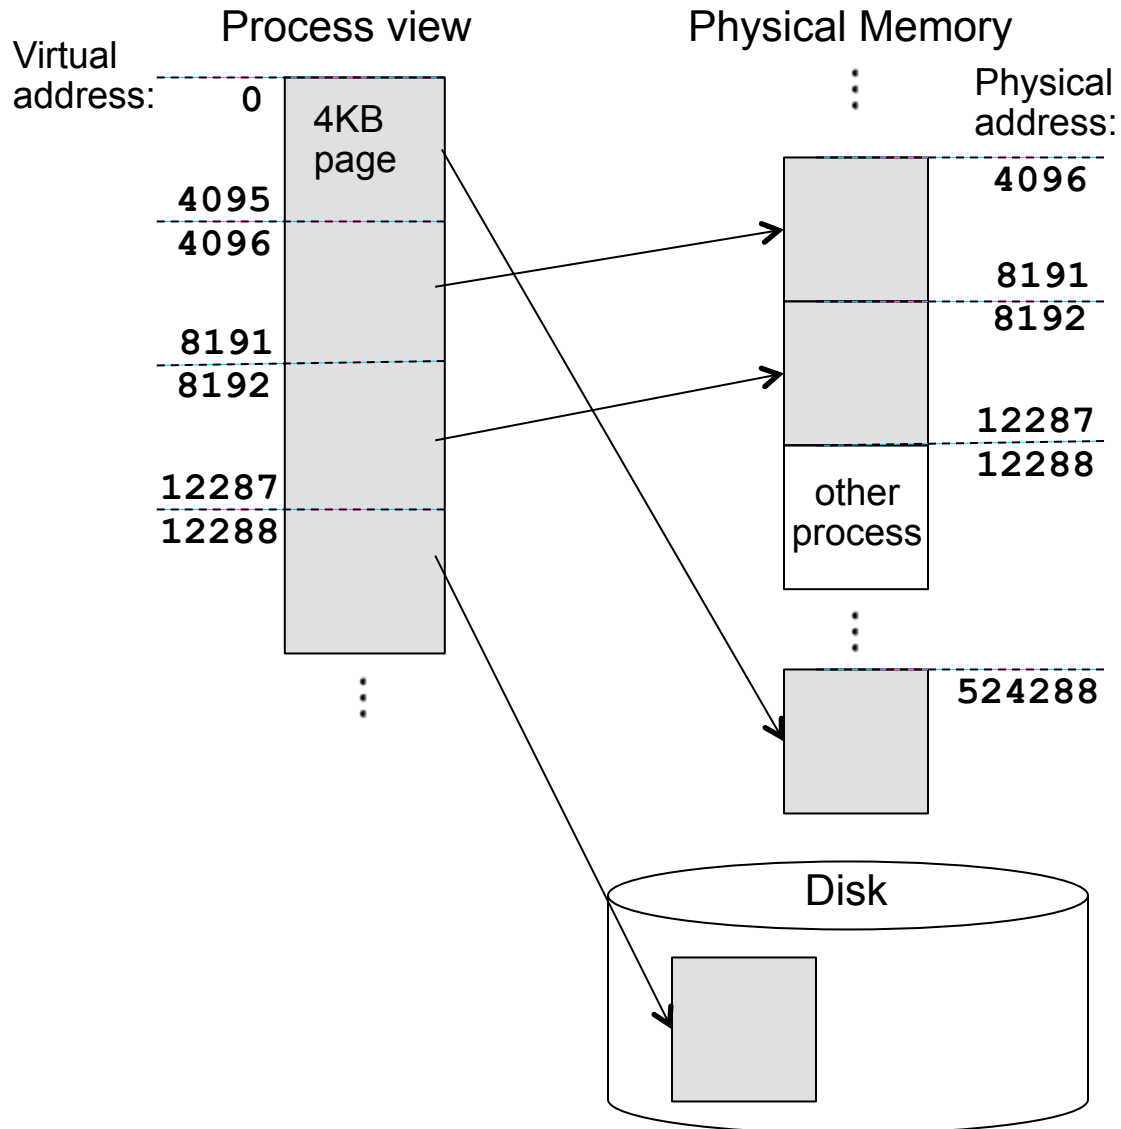 Process view
Physical Memory
Virtual
address:
0
4KB
page
4095
4096
8191
8192
12287
12288
Physical
address:
4096
8191
8192
12287
12288
other
process
524288
Disk